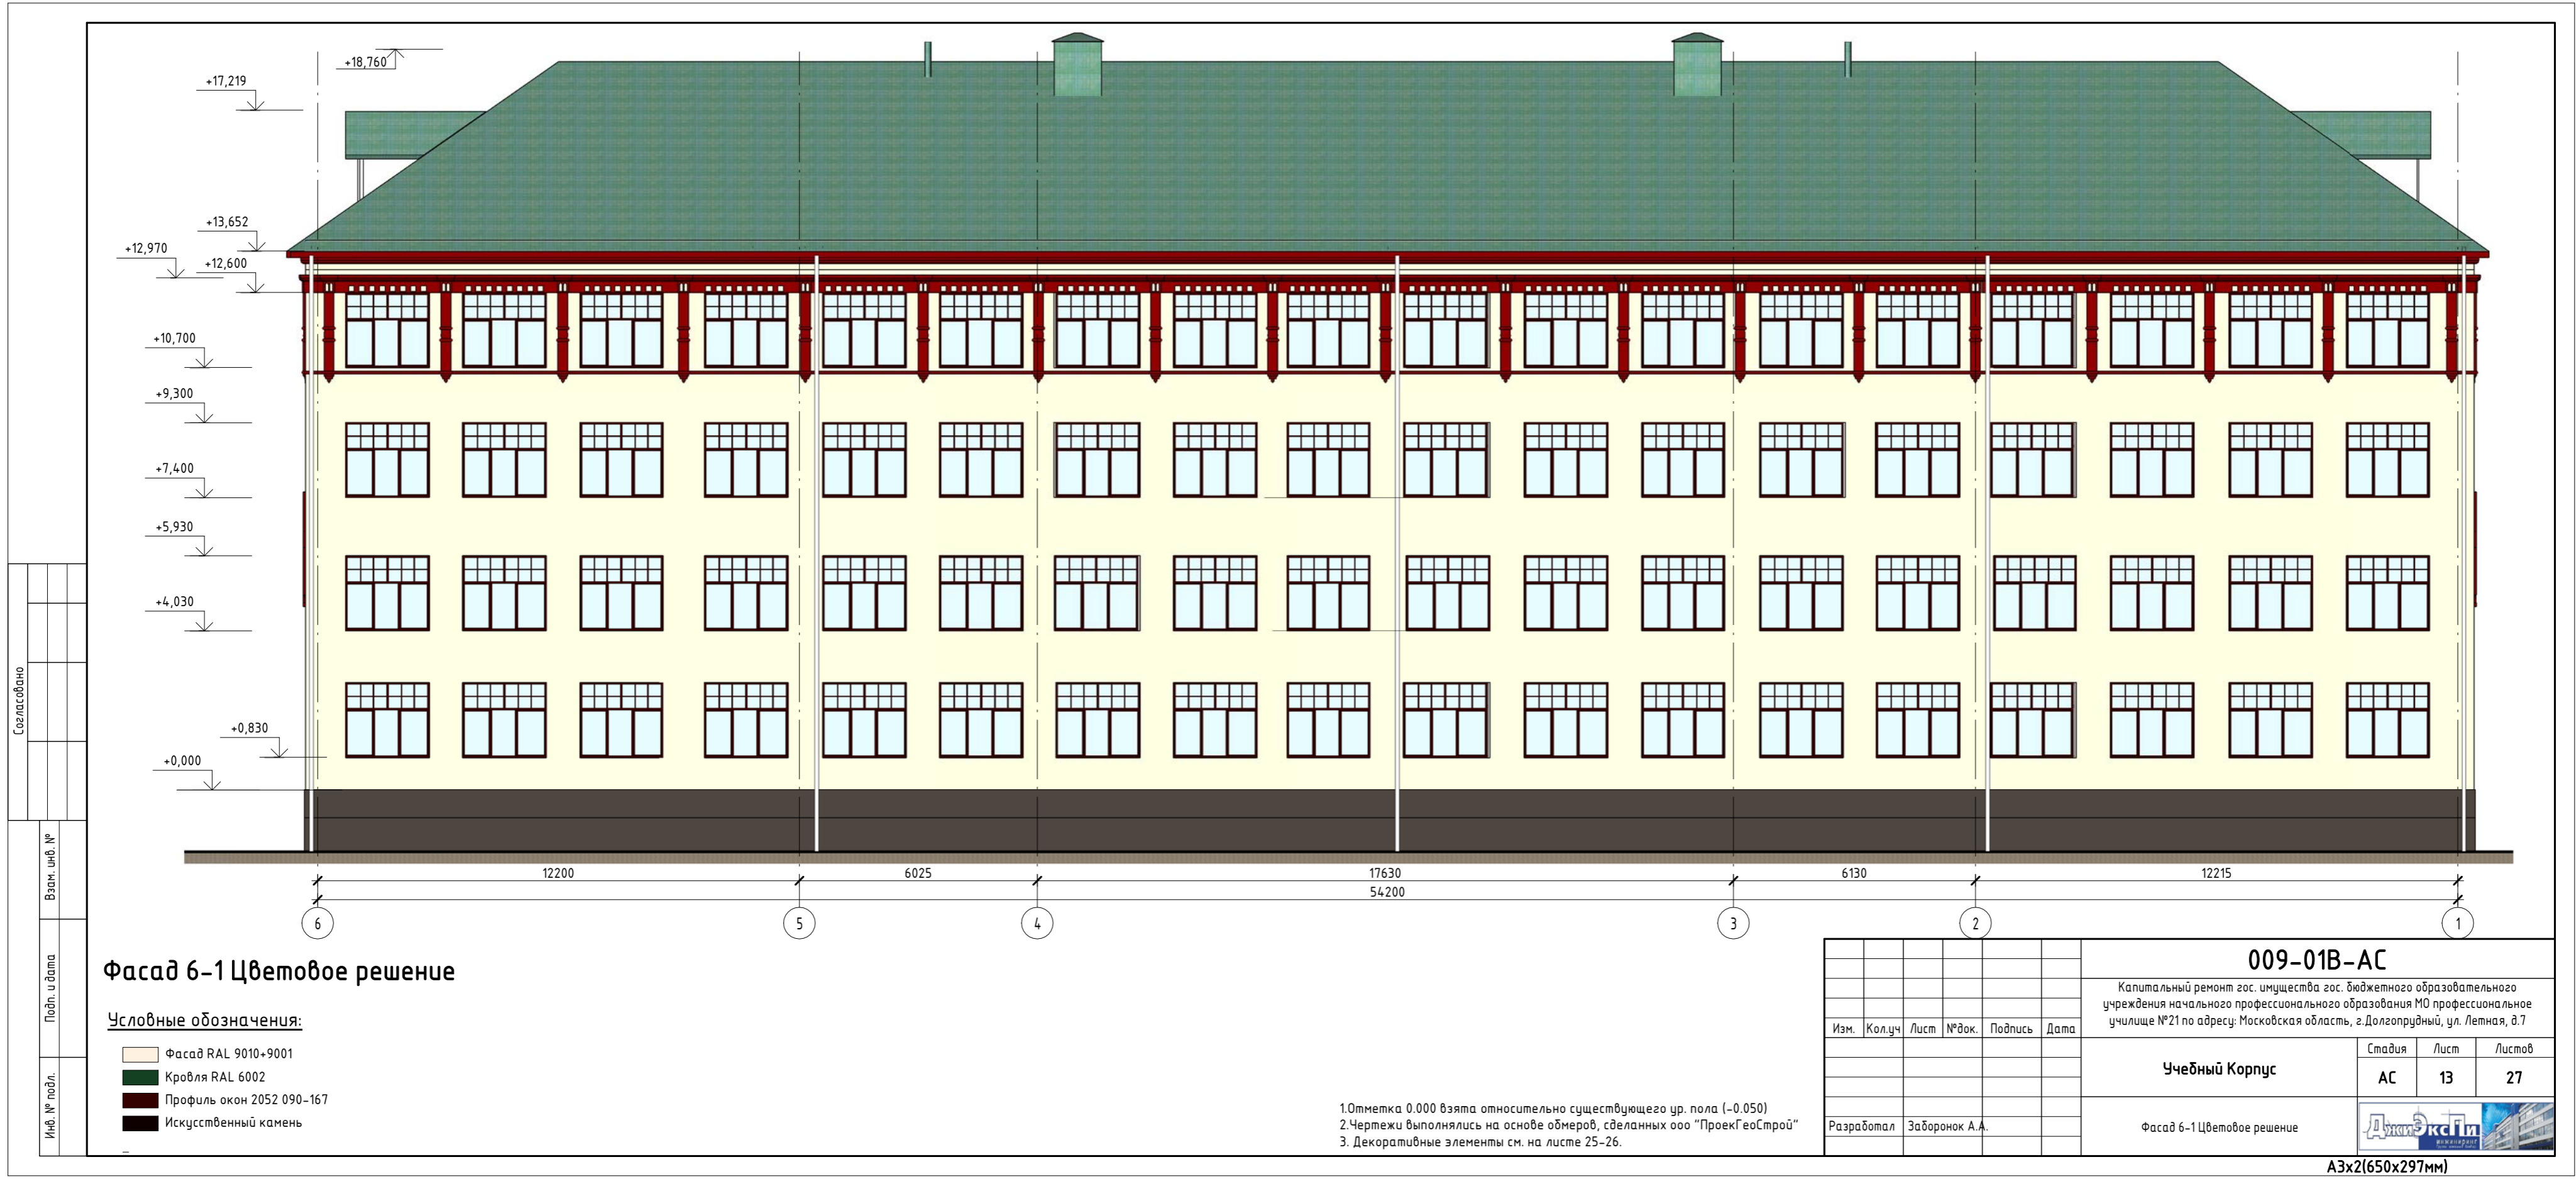 +18,760
+17,219
+13,652
+12,970
+12,600
+10,700
+9,300
+7,400
+5,930
+4,030
+0,830
+0,000
12200
6025
17630
6130
12215
54200
6
5
4
3
2
1
Согласовано
Взам. инв. №
Подп. и дата
Инв. № подл.
Фасад 6-1 Цветовое решение
Условные обозначения:
Фасад RAL 9010+9001
Кровля RAL 6002
Профиль окон 2052 090-167
Искусственный камень
1.Отметка 0.000 взята относительно существующего ур. пола (-0.050)
2.Чертежи выполнялись на основе обмеров, сделанных ооо "ПроекГеоСтрой"
3. Декоративные элементы см. на листе 25-26.
009-01В-АС
Капитальный ремонт гос. имущества гос. бюджетного образовательного
учреждения начального профессионального образования МО профессиональное
училище №21 по адресу: Московская область, г.Долгопрудный, ул. Летная, д.7
Изм. Кол.уч Лист №док. Подпись Дата
Учебный Корпус
Стадия Лист Листов
АС 13 27
Разработал Заборонок А.А.
Фасад 6-1 Цветовое решение
ДжиЭксПи
инжиниринг
А3х2(650х297мм)